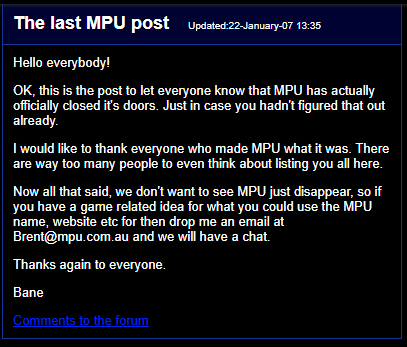 The last MPU post Updated:22-January-07 13:35
Hello everybody!
OK, this is the post to let everyone know that MPU has actually
officially closed it's doors. Just in case you hadn't figured that out
already.
I would like to thank everyone who made MPU what it was. There
are way too many people to even think about listing you all here.
Now all that said, we don't want to see MPU just disappear, so if
you have a game related idea for what you could use the MPU
name, website etc for then drop me an email at
Brent@mpu.com.au and we will have a chat.
Thanks again to everyone.
Bane
Comments to the forum